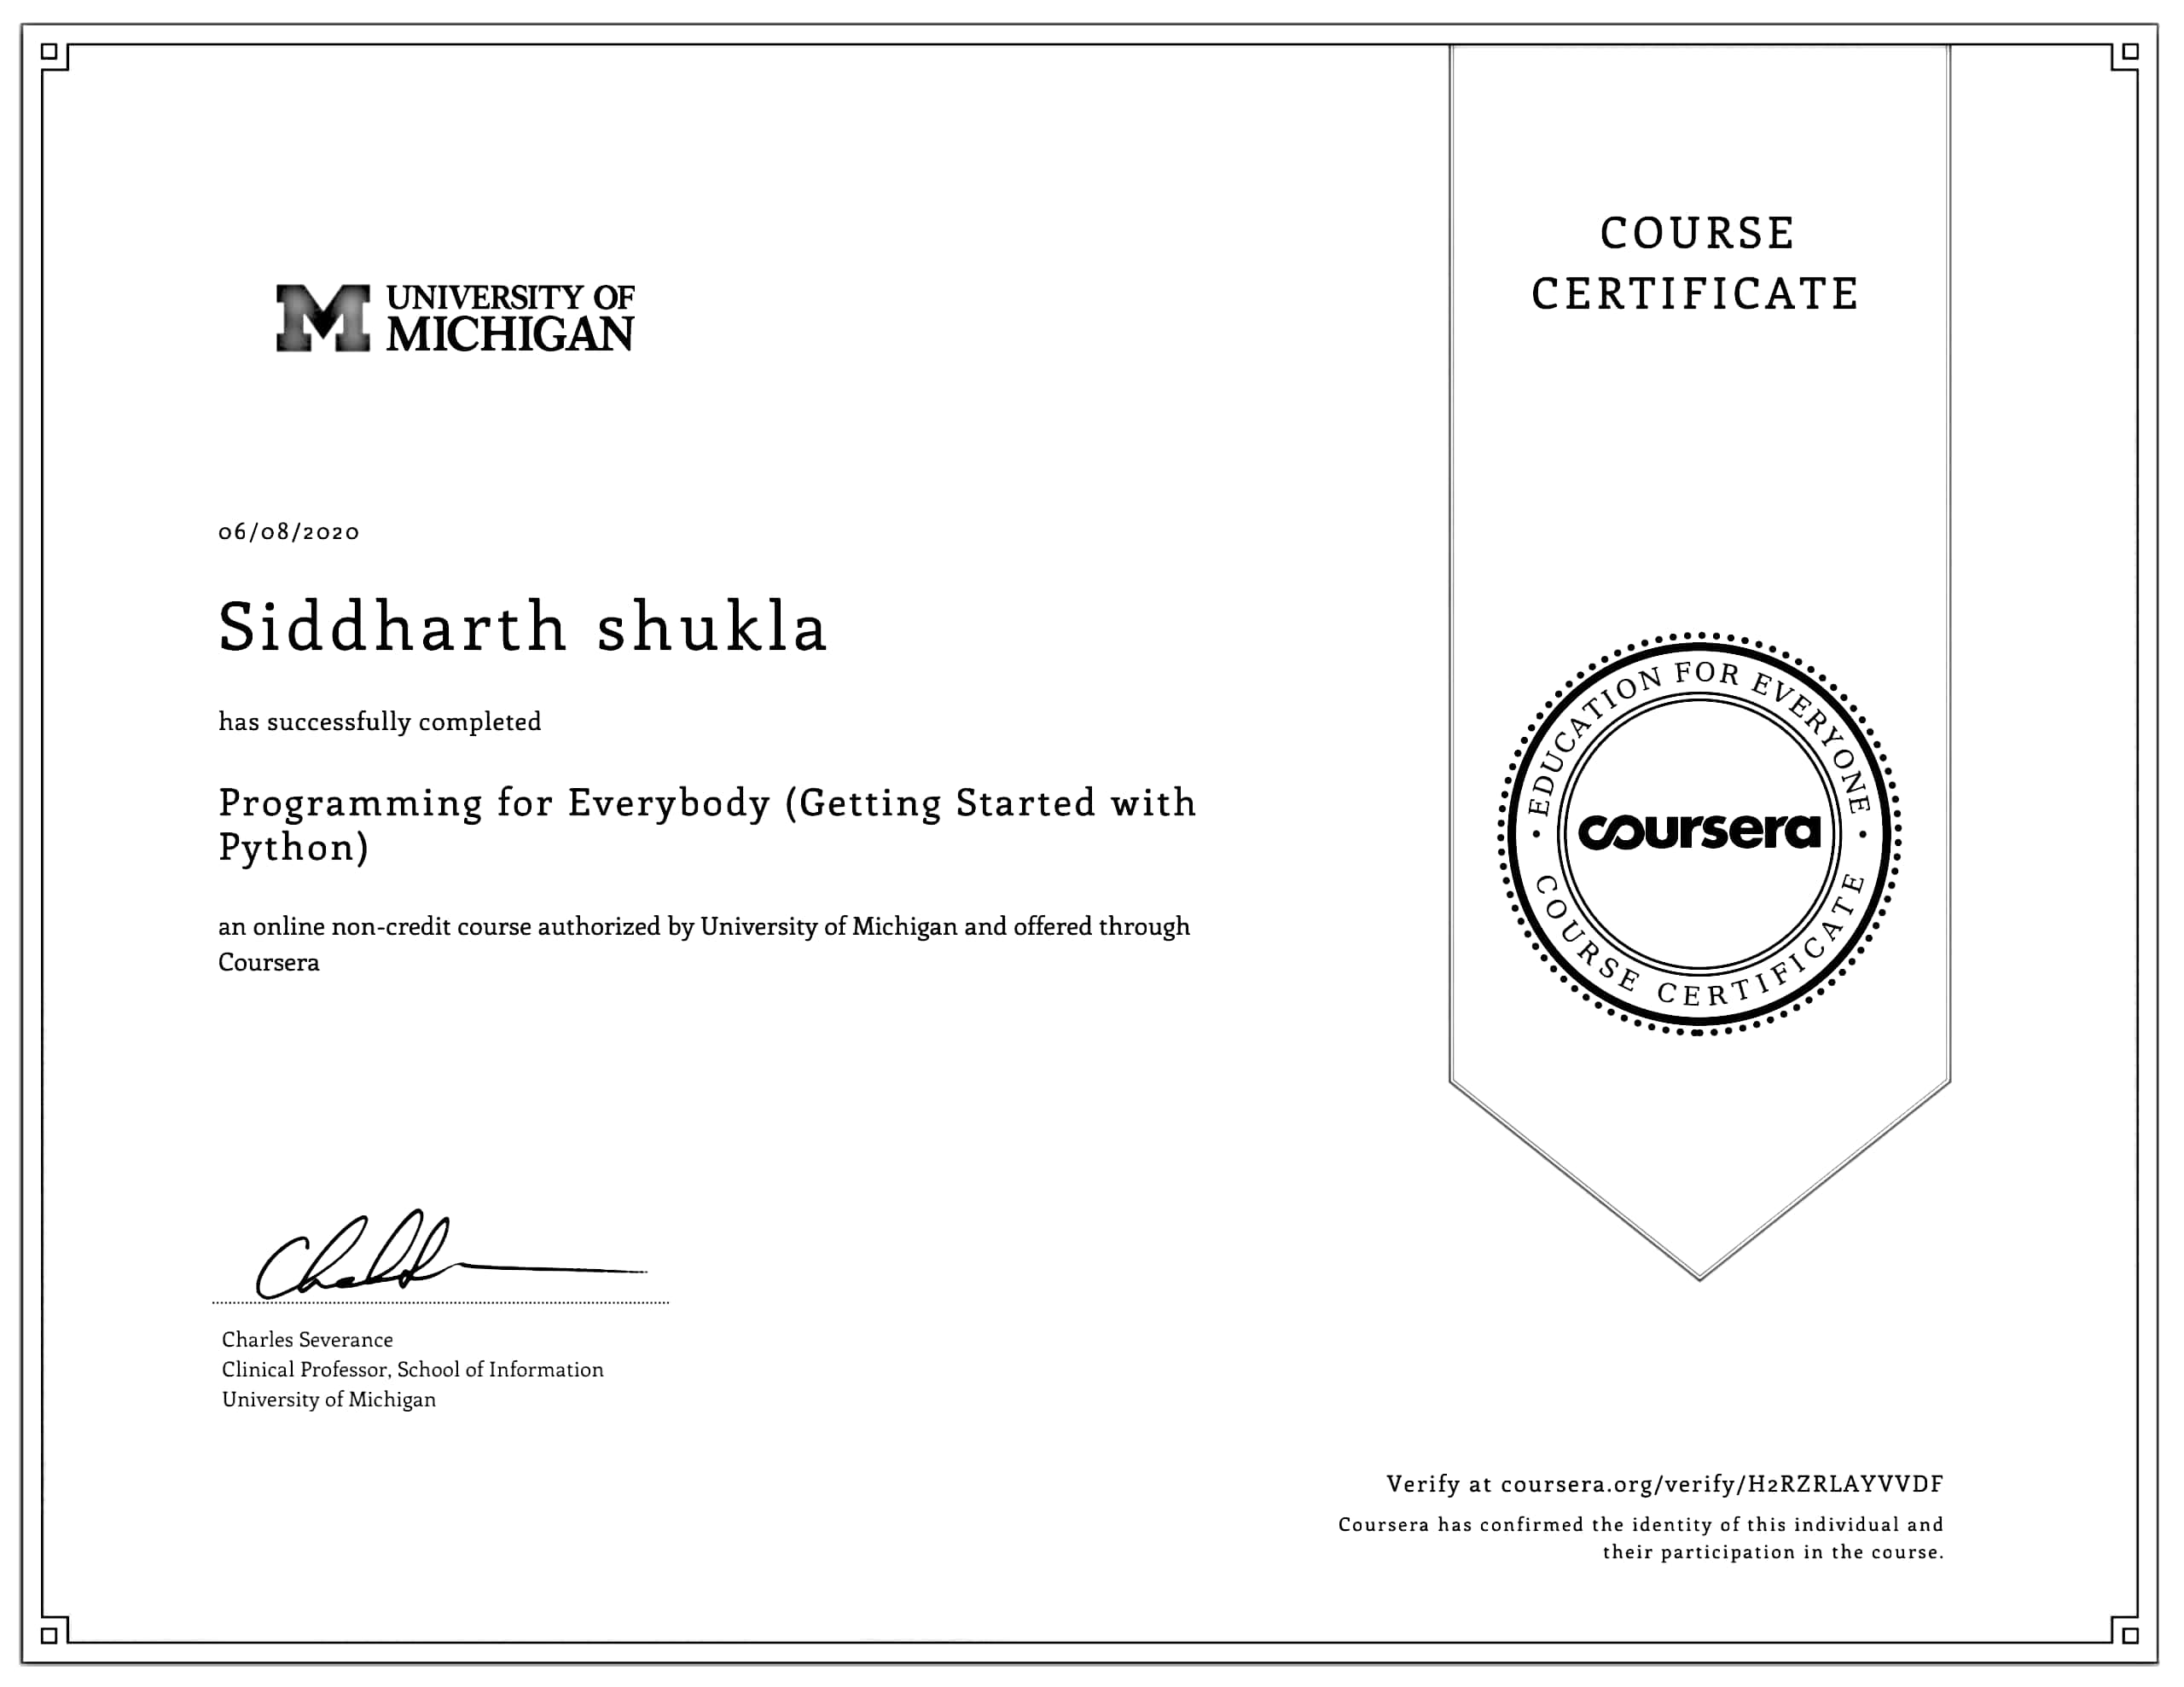 COURSE
CERTIFICATE
UNIVERSITY OF
MICHIGAN
06/08/2020
Siddharth shukla
has successfully completed
Programming for Everybody (Getting Started with
Python)
an online non-credit course authorized by University of Michigan and offered through
Coursera
EDUCATION FOR EVERYONE
coursera
COURSE CERTIFICATE
Charles Severance
Clinical Professor, School of Information
University of Michigan
Verify at coursera.org/verify/H2RZRLAYVVDF
Coursera has confirmed the identity of this individual and
their participation in the course.